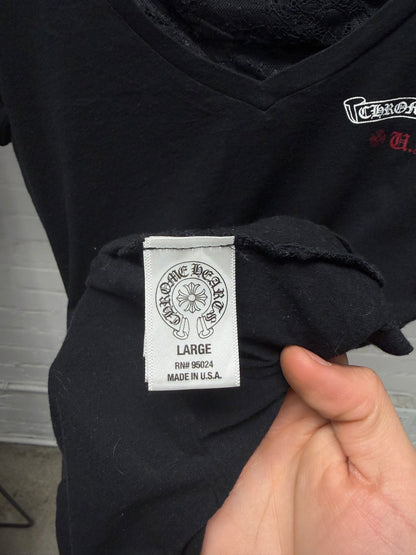 CHROME HEARTS
LARGE
RN# 95024
MADE IN U.S.A.